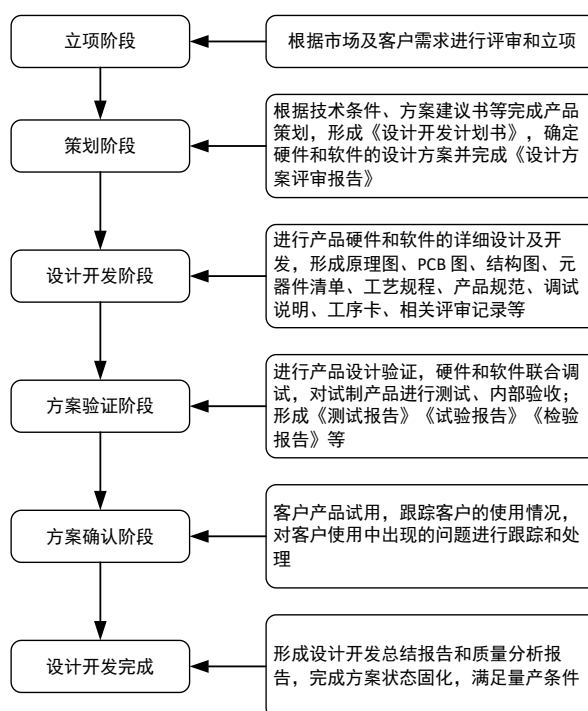 立项阶段
根据市场及客户需求进行评审和立项
策划阶段
根据技术条件、方案建议书等完成产品
策划，形成《设计开发计划书》，确定
硬件和软件的设计方案并完成《设计方
案评审报告》
设计开发阶段
进行产品硬件和软件的详细设计及开
发，形成原理图、PCB 图、结构图、元
器件清单、工艺规程、产品规范、调试
说明、工序卡、相关评审记录等
方案验证阶段
进行产品设计验证，硬件和软件联合调
试，对试制产品进行测试、内部验收；
形成《测试报告》《试验报告》《检验
报告》等
方案确认阶段
客户产品试用，跟踪客户的使用情况，
对客户使用中出现的问题进行跟踪和处
理
设计开发完成
形成设计开发总结报告和质量分析报
告，完成方案状态固化，满足量产条件